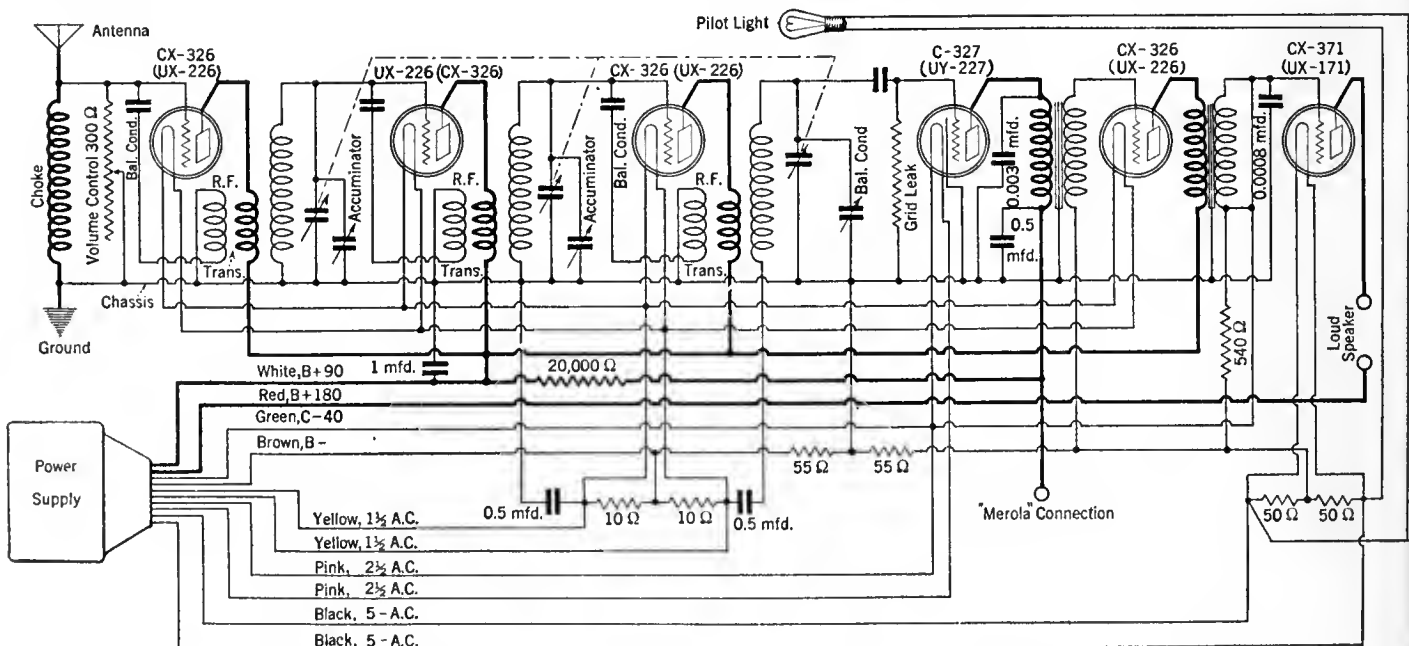 Pilot Light
Antenna
CX-326
(UX-226)
UX-226 (CX-326)
CX-326 (UX-226)
C-327
(UY-227)
CX-326
(UX-226)
CX-371
(UX-171)
Choke
Volume Control 300 Ω
Bal. Cond.
R.F.
Trans.
Accuminator
R.F.
Trans.
Accuminator
Bal. Cond.
R.F.
Trans.
Bal. Cond
Grid Leak
0.003 mfd.
0.5
mfd.
0.0008 mfd.
Chassis
Ground
540 Ω
Loud
Speaker
1 mfd.
20,000 Ω
White, B+90
Red, B+180
Green, C-40
Brown, B-
Power
Supply
55 Ω
55 Ω
0.5 mfd.
10 Ω
10 Ω
0.5 mfd.
"Merola" Connection
50 Ω
50 Ω
Yellow, 1½ A.C.
Yellow, 1½ A.C.
Pink, 2½ A.C.
Pink, 2½ A.C.
Black, 5-A.C.
Black, 5-A.C.